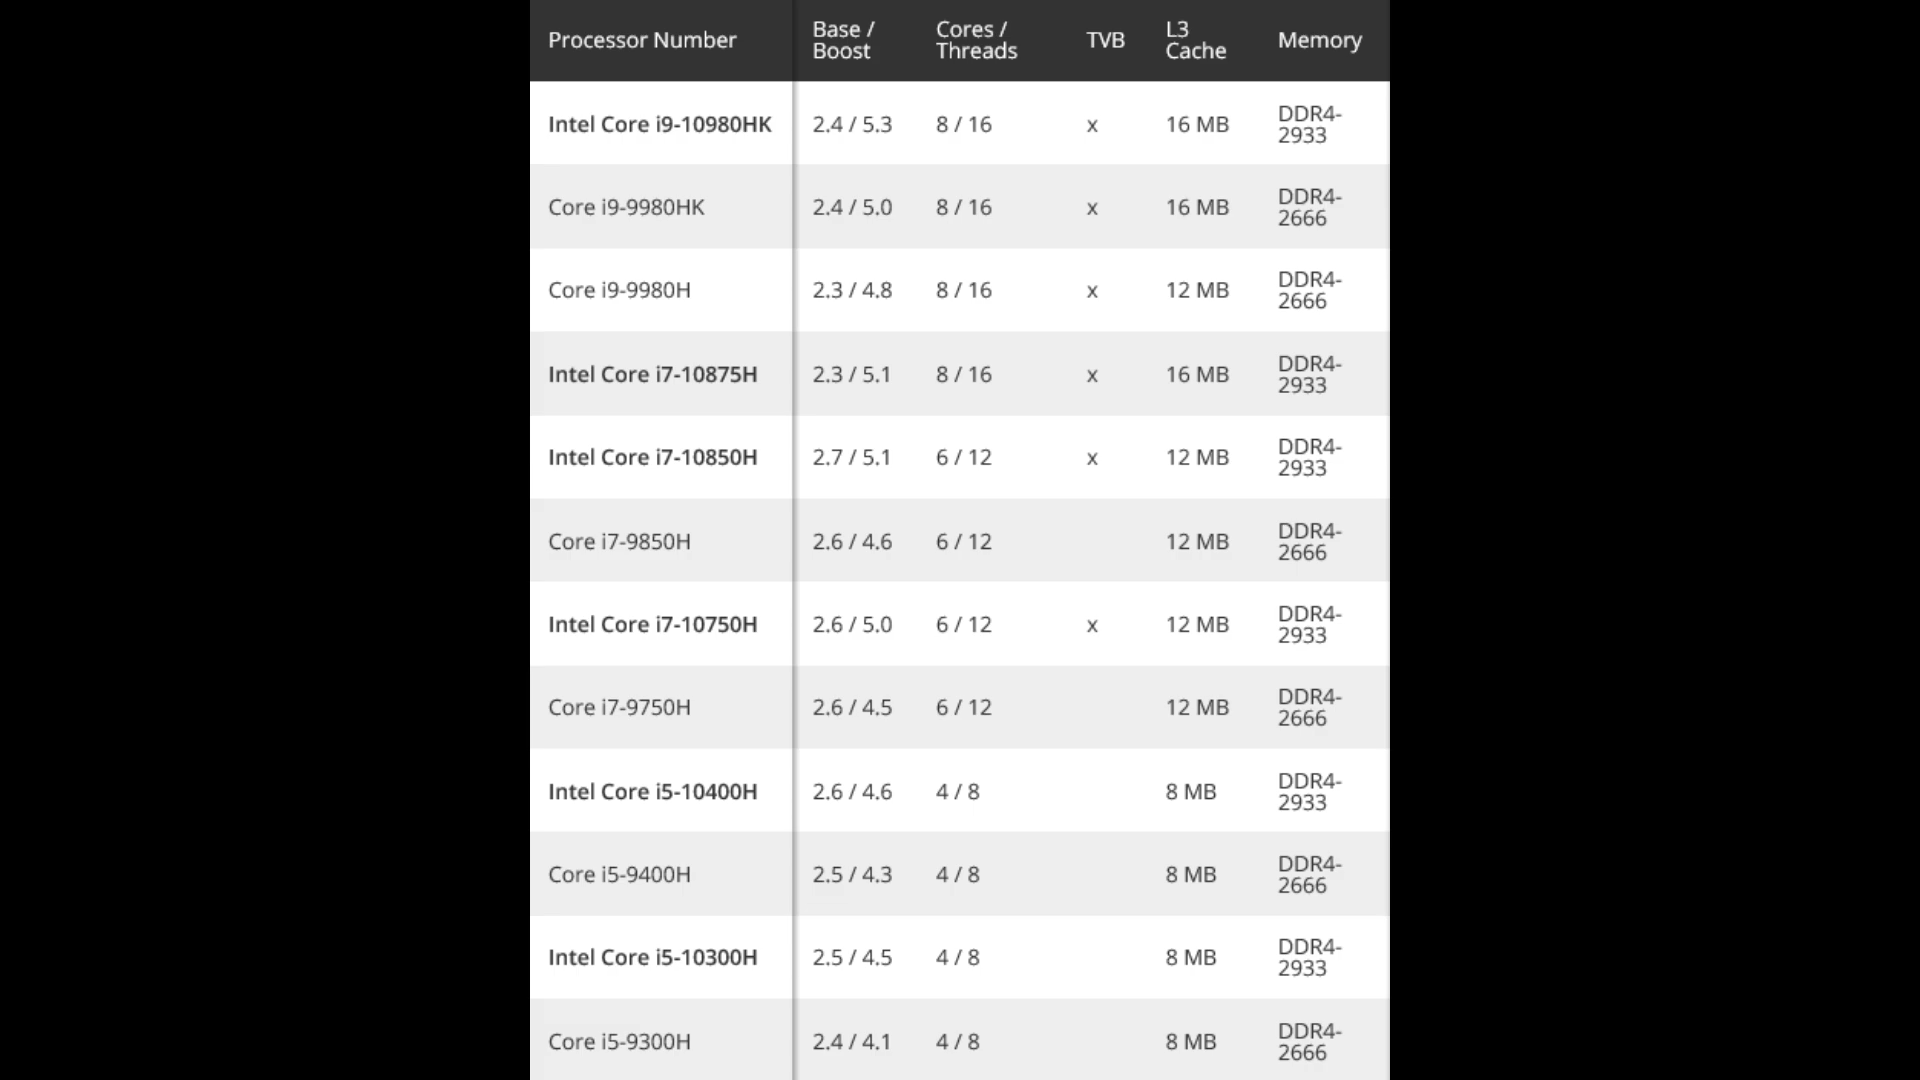 Processor Number Base / Boost Cores / Threads TVB L3 Cache Memory
Intel Core i9-10980HK 2.4 / 5.3 8 / 16 x 16 MB DDR4-2933
Core i9-9980HK 2.4 / 5.0 8 / 16 x 16 MB DDR4-2666
Core i9-9980H 2.3 / 4.8 8 / 16 x 12 MB DDR4-2666
Intel Core i7-10875H 2.3 / 5.1 8 / 16 x 16 MB DDR4-2933
Intel Core i7-10850H 2.7 / 5.1 6 / 12 x 12 MB DDR4-2933
Core i7-9850H 2.6 / 4.6 6 / 12 12 MB DDR4-2666
Intel Core i7-10750H 2.6 / 5.0 6 / 12 x 12 MB DDR4-2933
Core i7-9750H 2.6 / 4.5 6 / 12 12 MB DDR4-2666
Intel Core i5-10400H 2.6 / 4.6 4 / 8 8 MB DDR4-2933
Core i5-9400H 2.5 / 4.3 4 / 8 8 MB DDR4-2666
Intel Core i5-10300H 2.5 / 4.5 4 / 8 8 MB DDR4-2933
Core i5-9300H 2.4 / 4.1 4 / 8 8 MB DDR4-2666